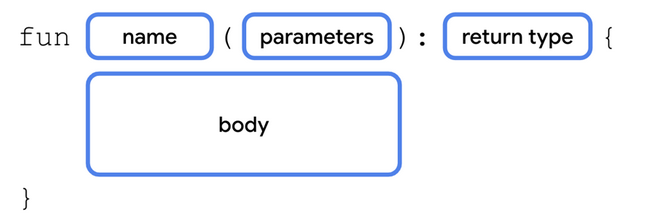 fun name ( parameters ) : return type {
body
}